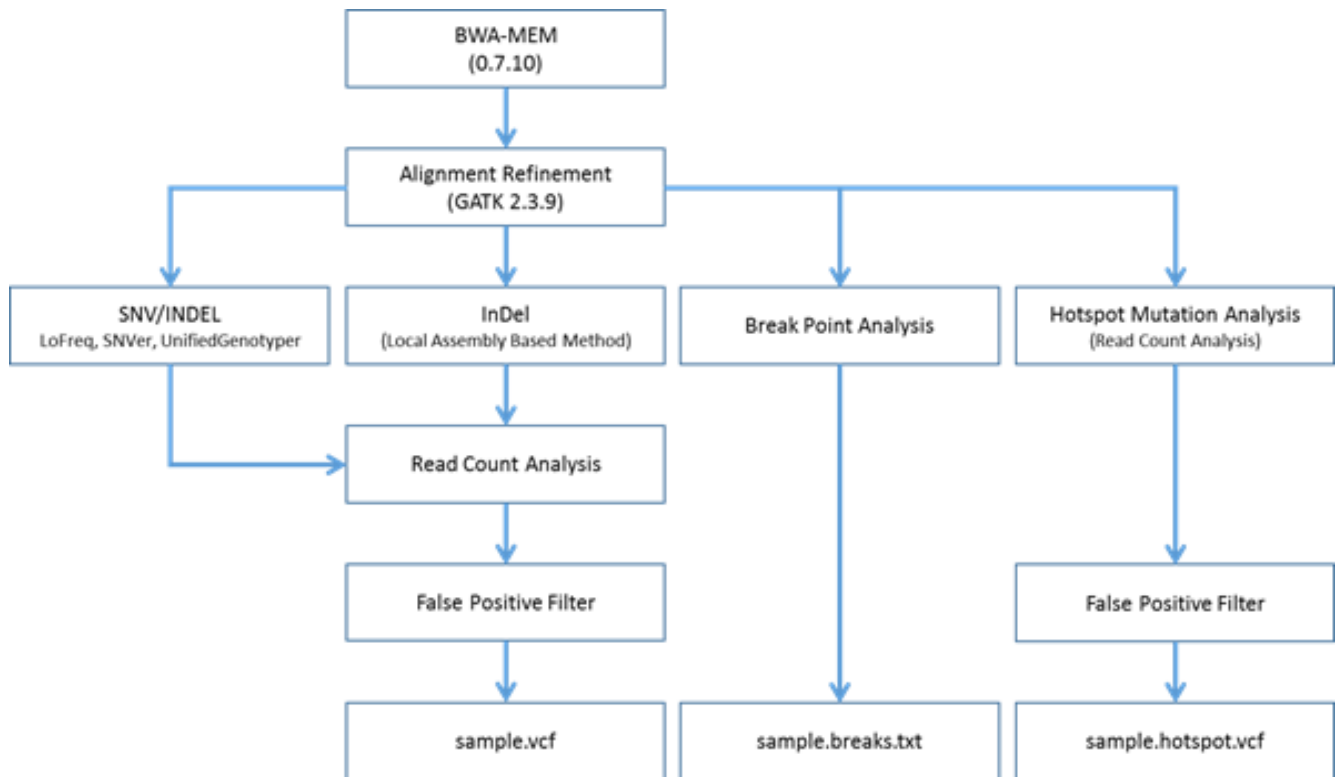 BWA-MEM
(0.7.10)
Alignment Refinement
(GATK 2.3.9)
SNV/INDEL
LoFreq, SNVer, UnifiedGenotyper
InDel
(Local Assembly Based Method)
Break Point Analysis
Hotspot Mutation Analysis
(Read Count Analysis)
Read Count Analysis
False Positive Filter
False Positive Filter
sample.vcf
sample.breaks.txt
sample.hotspot.vcf